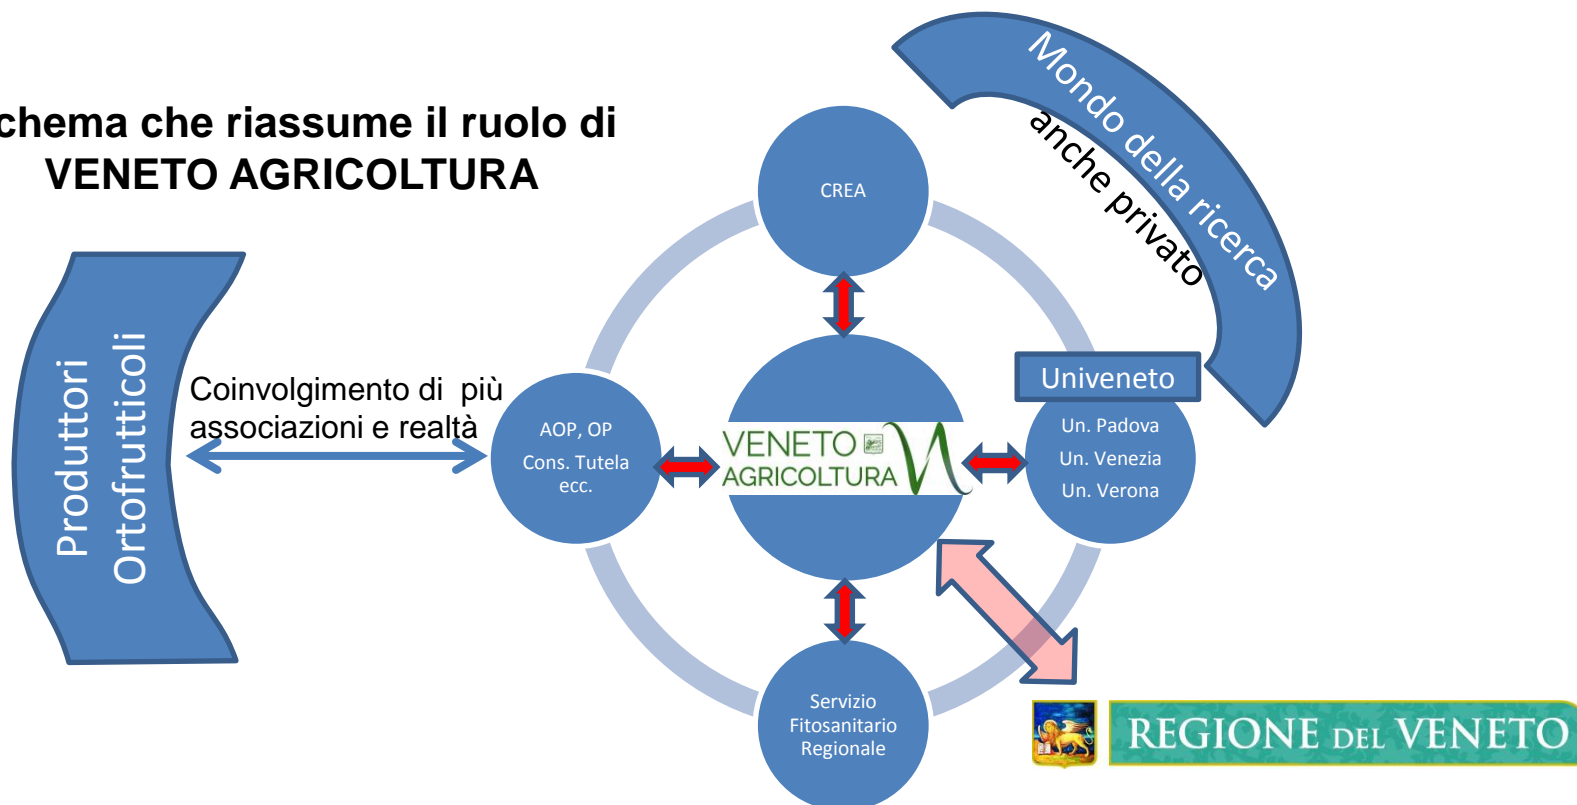 chema che riassume il ruolo di
VENETO AGRICOLTURA
Mondo della ricerca
anche privato
CREA
Produttori
Ortofrutticoli
Coinvolgimento di più
associazioni e realtà
AOP, OP
Cons. Tutela
ecc.
VENETO
AGRICOLTURA
Univeneto
Un. Padova
Un. Venezia
Un. Verona
Servizio
Fitosanitario
Regionale
REGIONE DEL VENETO